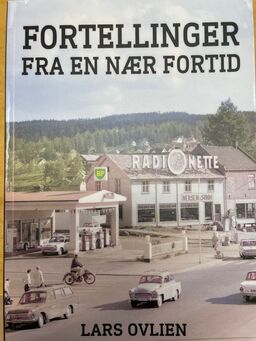 FORTELLINGER
FRA EN NÆR FORTID
RADIONETTE
BP
LARS OVLIEN